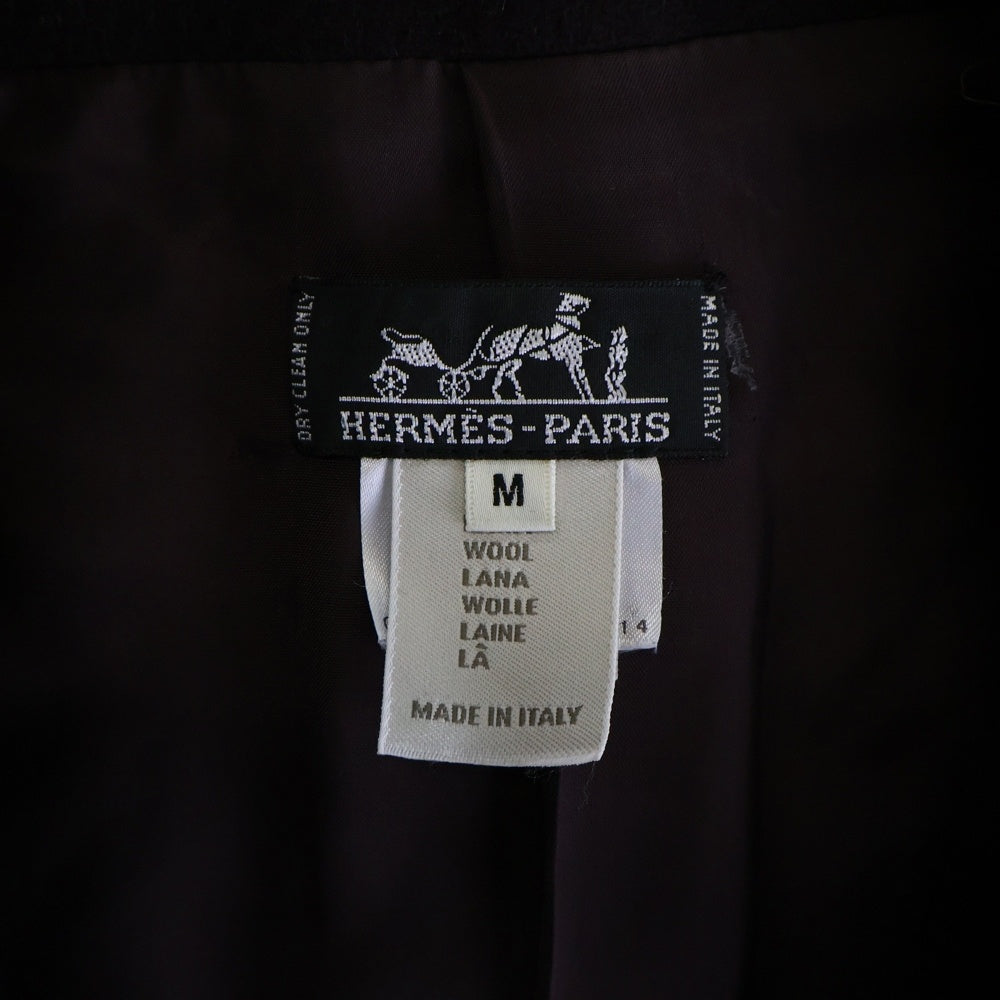 DRY CLEAN ONLY
MADE IN ITALY
HERMÈS-PARIS
M
WOOL
LANA
WOLLE
LAINE
LÂ
14
MADE IN ITALY